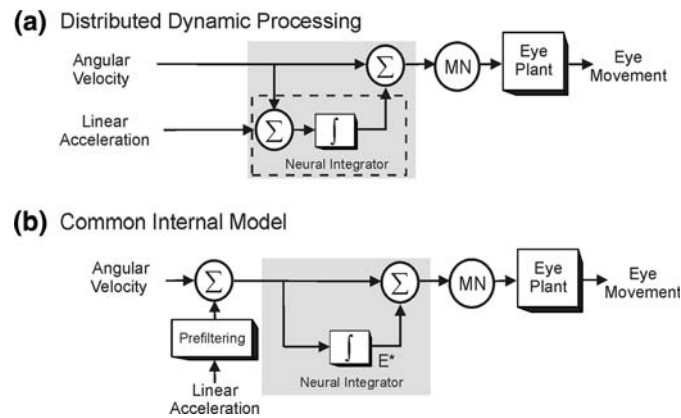 (a) Distributed Dynamic Processing
Angular
Velocity
Σ
MN
Eye
Plant
Eye
Movement
Linear
Acceleration
Σ
∫
Neural Integrator
(b) Common Internal Model
Angular
Velocity
Σ
Σ
MN
Eye
Plant
Eye
Movement
Prefiltering
∫
E*
Neural Integrator
Linear
Acceleration